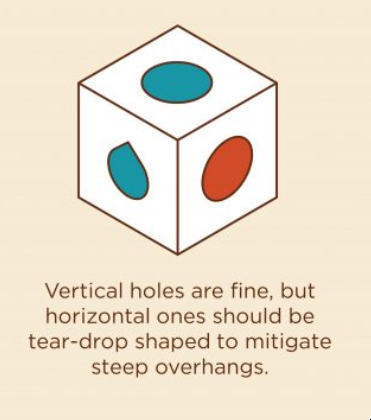 Vertical holes are fine, but
horizontal ones should be
tear-drop shaped to mitigate
steep overhangs.